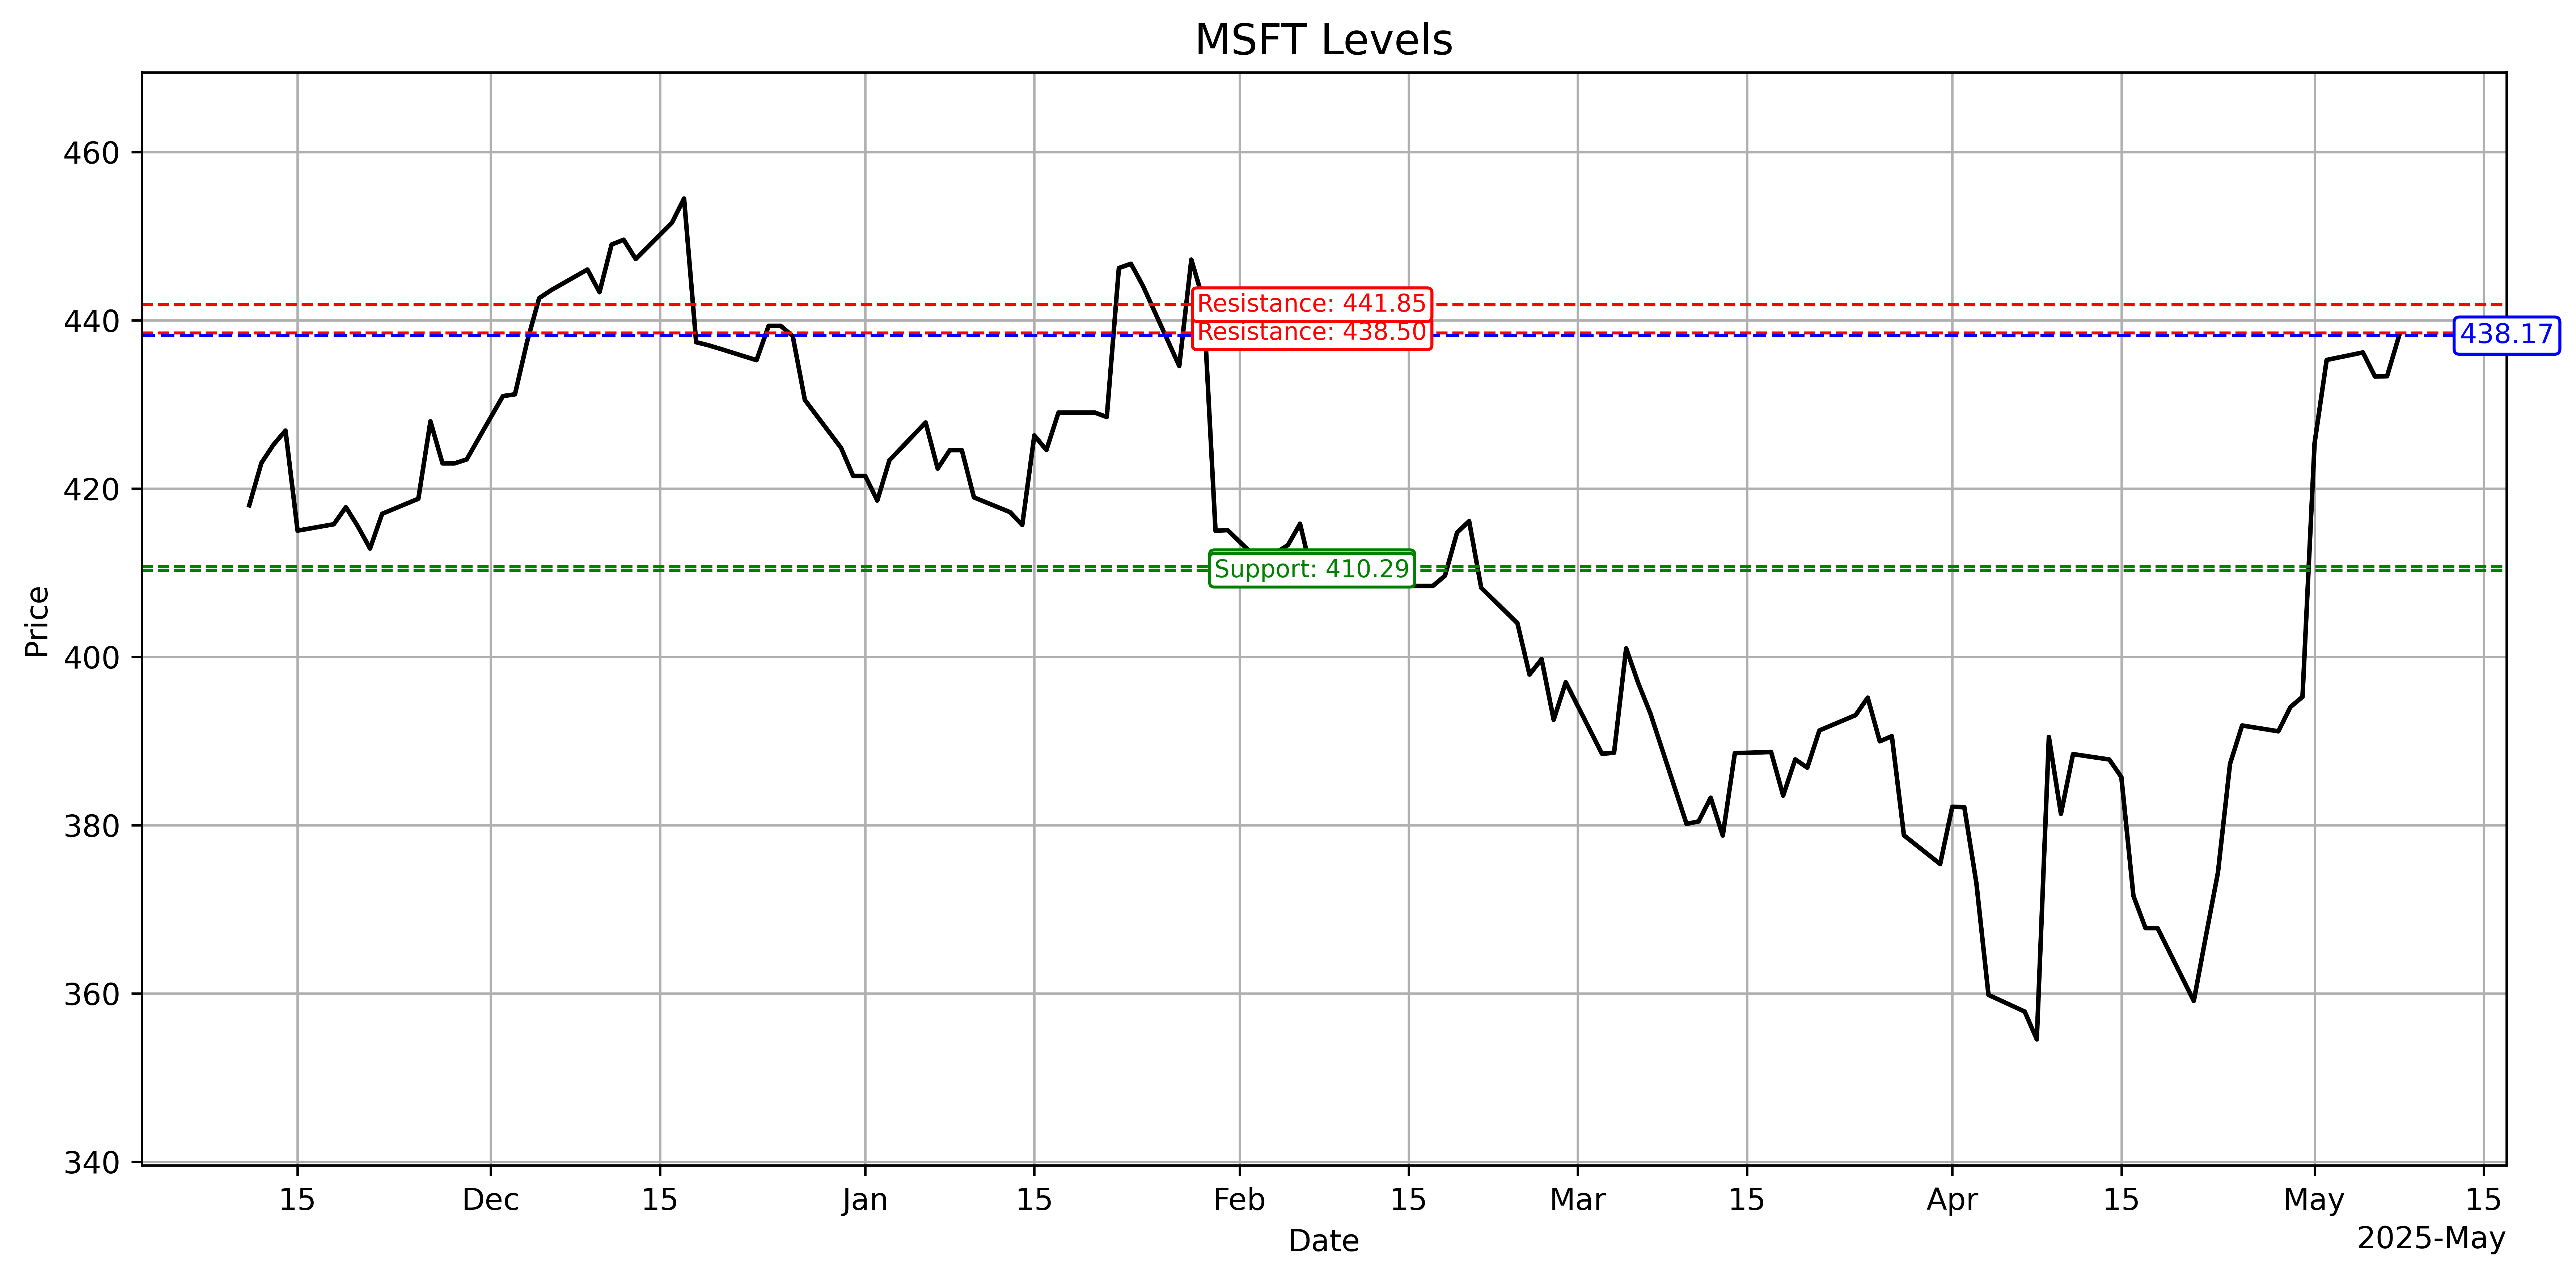 MSFT Levels
460
440
420
400
380
360
340
Price
Resistance: 441.85
Resistance: 438.50
438.17
Support: 410.29
15 Dec 15 Jan 15 Feb 15 Mar 15 Apr 15 May 15
Date
2025-May